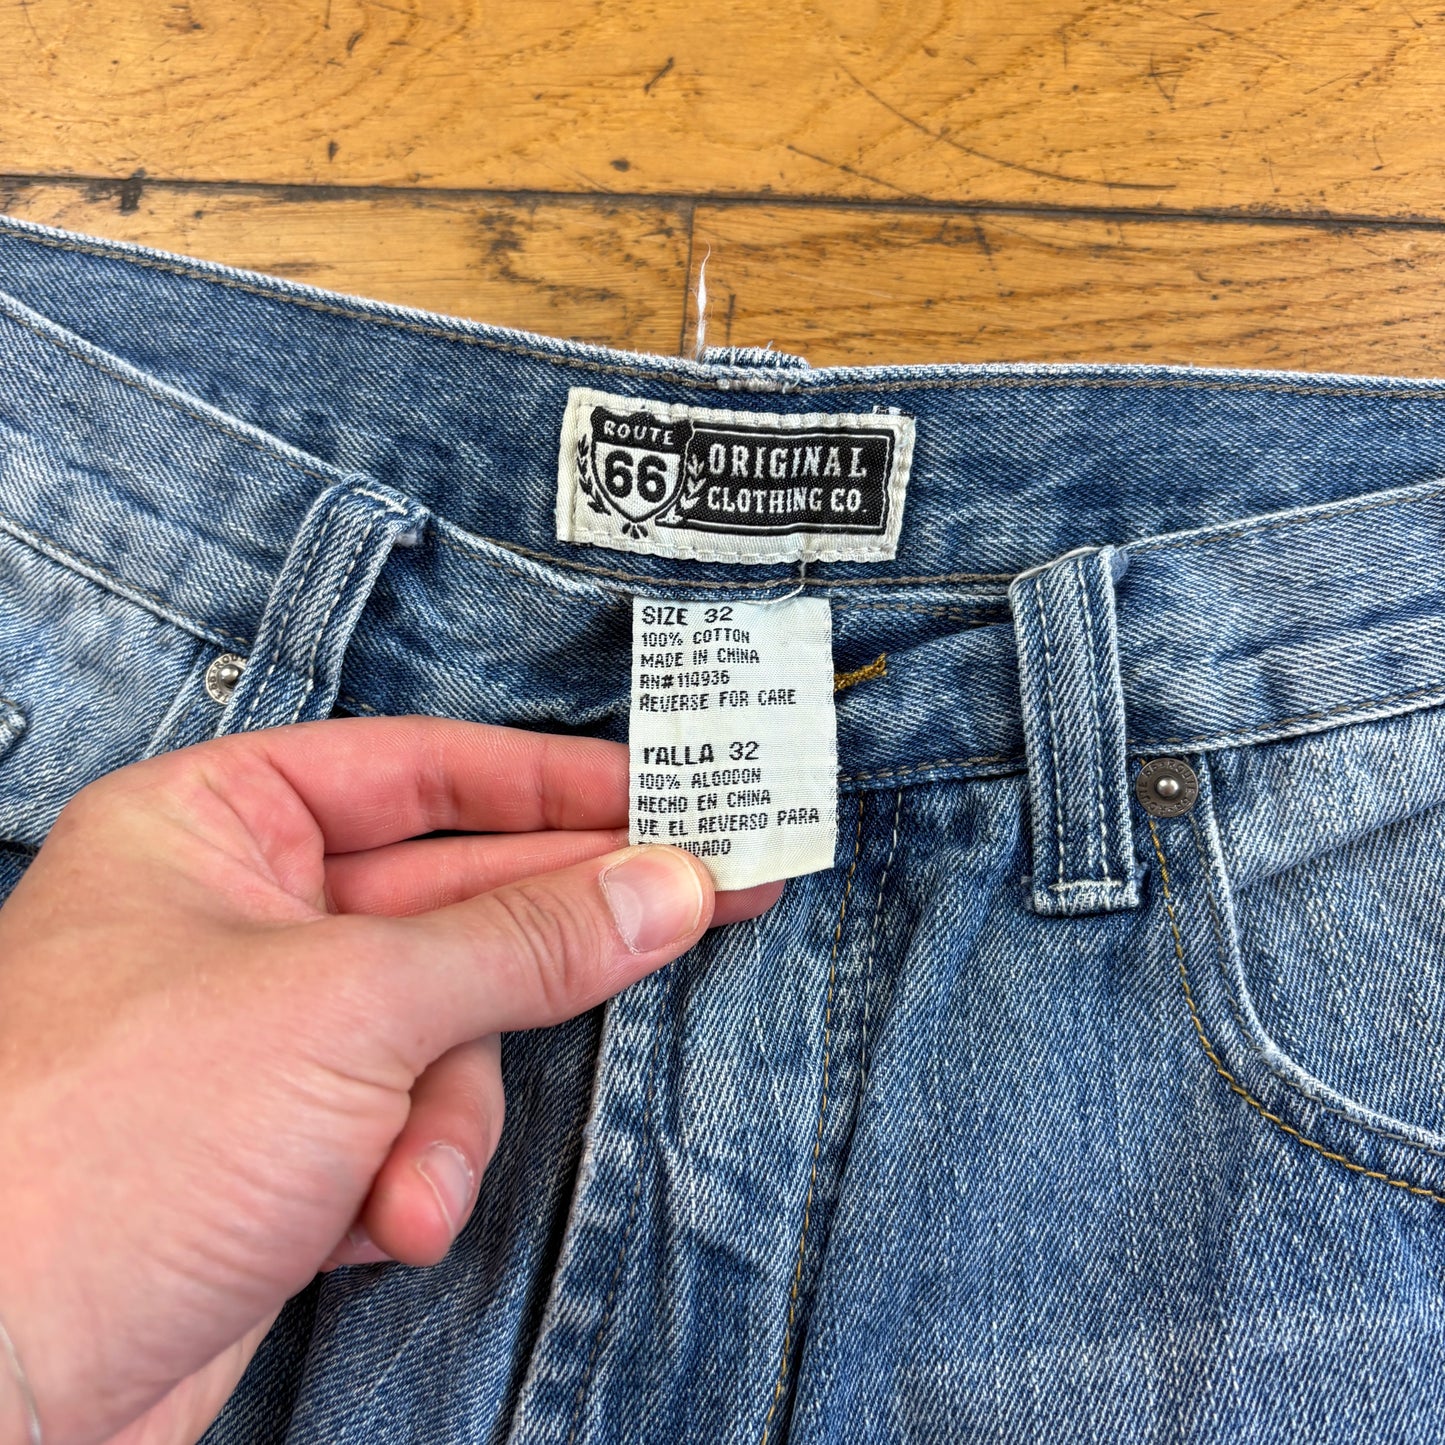 ROUTE
66
ORIGINAL
CLOTHING CO.
SIZE 32
100% COTTON
MADE IN CHINA
RN#110936
REVERSE FOR CARE
TALLA 32
100% ALGODON
HECHO EN CHINA
VE EL REVERSO PARA